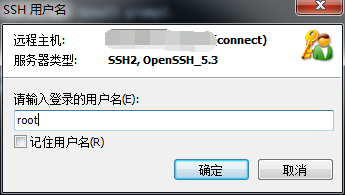 SSH 用户名
远程主机: (connect)
服务器类型: SSH2, OpenSSH_5.3
请输入登录的用户名(E):
root
记住用户名(R)
确定 取消